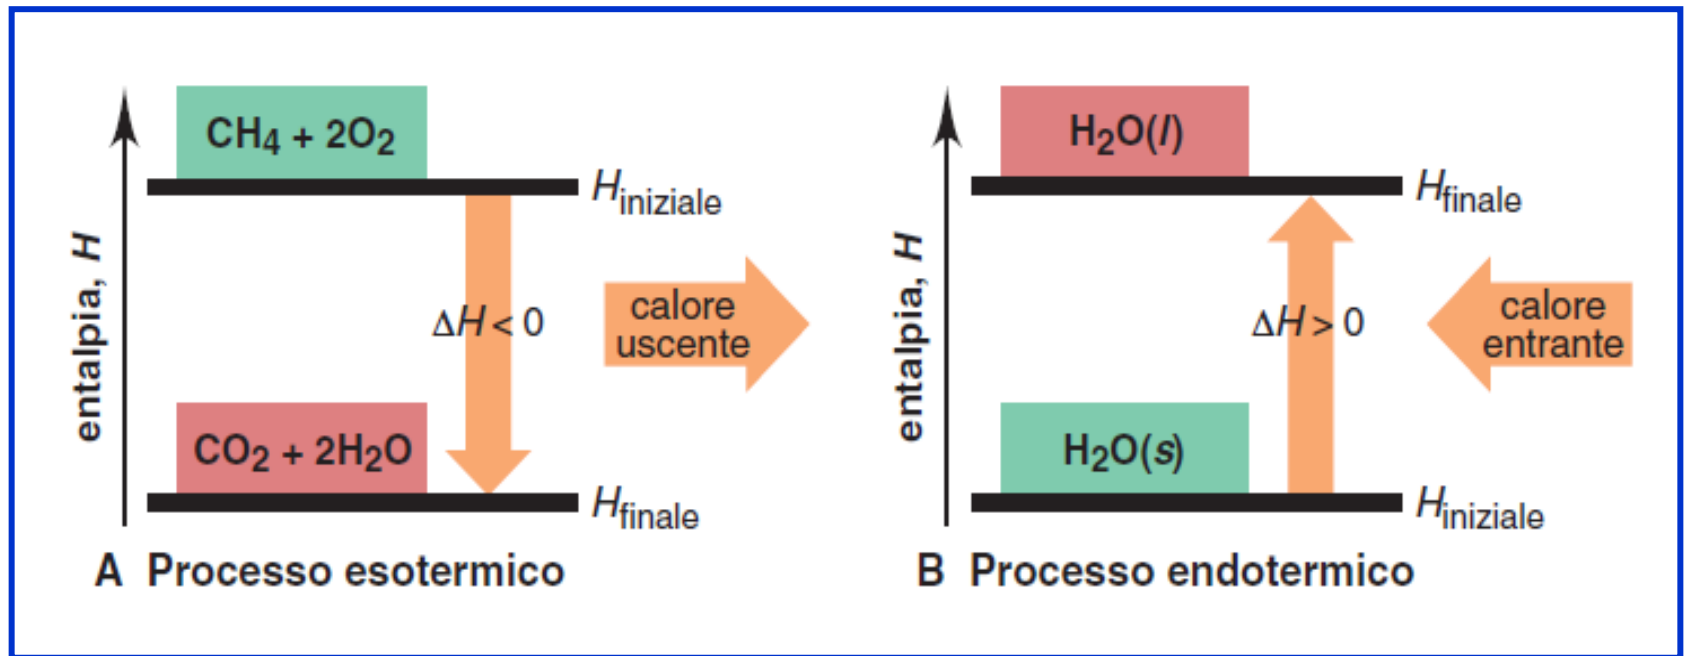 entalpia, H
CH4 + 2O2
Hiniziale
ΔH < 0
calore
uscente
CO2 + 2H2O
Hfinale
A Processo esotermico
entalpia, H
H2O(l)
Hfinale
ΔH > 0
calore
entrante
H2O(s)
Hiniziale
B Processo endotermico